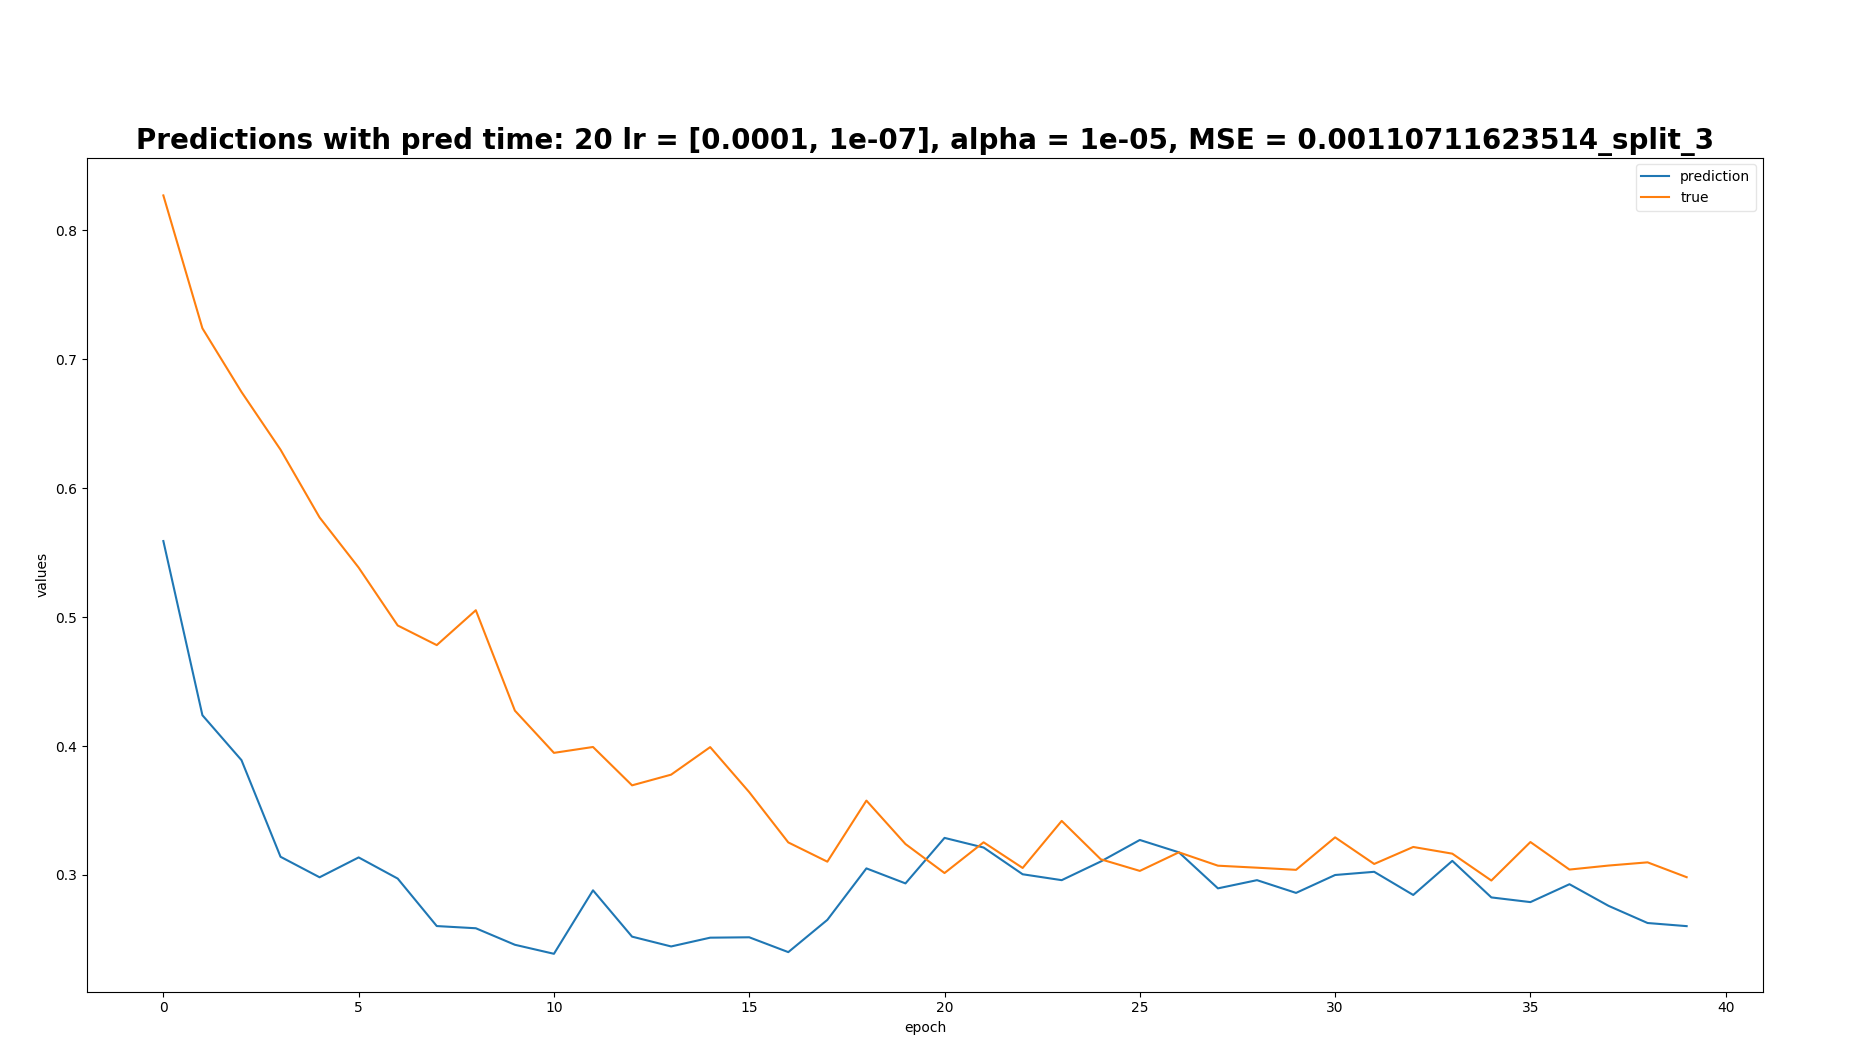 Predictions with pred time: 20 lr = [0.0001, 1e-07], alpha = 1e-05, MSE = 0.00110711623514_split_3
prediction
true
values
0.8
0.7
0.6
0.5
0.4
0.3
0 5 10 15 20 25 30 35 40
epoch